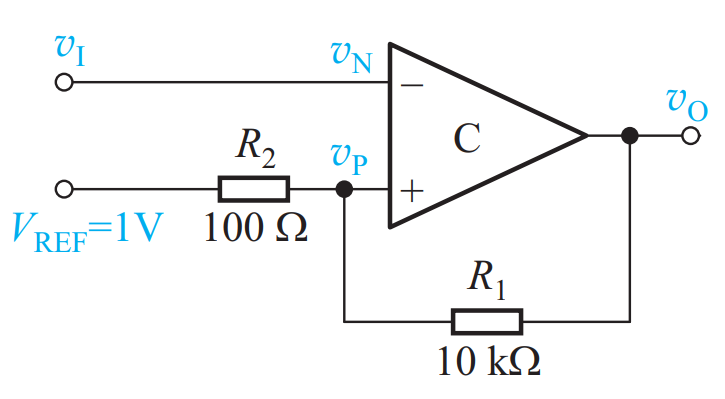 v_I
v_N
−
C
v_O
R_2
v_P
+
V_REF=1V
100 Ω
R_1
10 kΩ